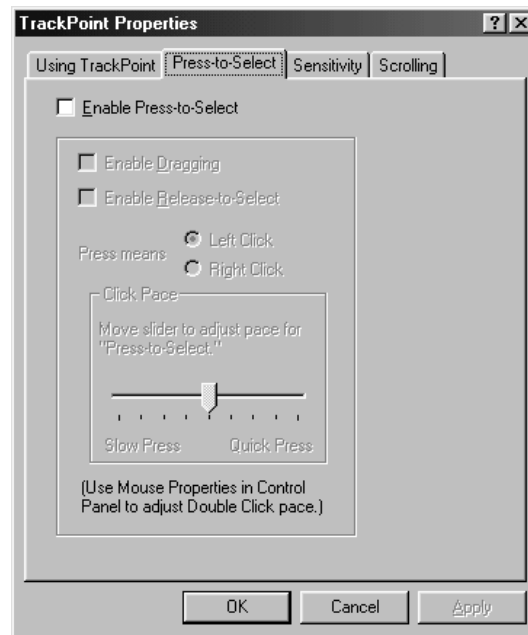 TrackPoint Properties
Using TrackPoint Press-to-Select Sensitivity Scrolling
Enable Press-to-Select
Enable Dragging
Enable Release-to-Select
Press means
Left Click
Right Click
Click Pace
Move slider to adjust pace for
"Press-to-Select."
Slow Press Quick Press
(Use Mouse Properties in Control
Panel to adjust Double Click pace.)
OK Cancel Apply